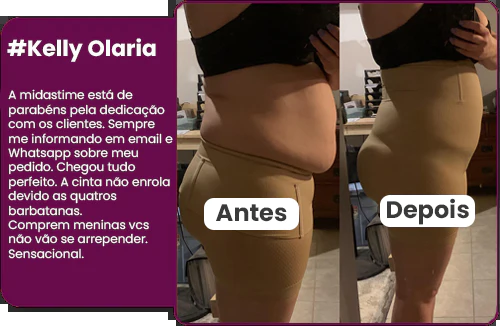 #Kelly Olaria
A midastime está de
parabéns pela dedicação
com os clientes. Sempre
me informando em email e
Whatsapp sobre meu
pedido. Chegou tudo
perfeito. A cinta não enrola
devido as quatros
barbatanas.
Comprem meninas vcs
não vão se arrepender.
Sensacional.
Antes
Depois